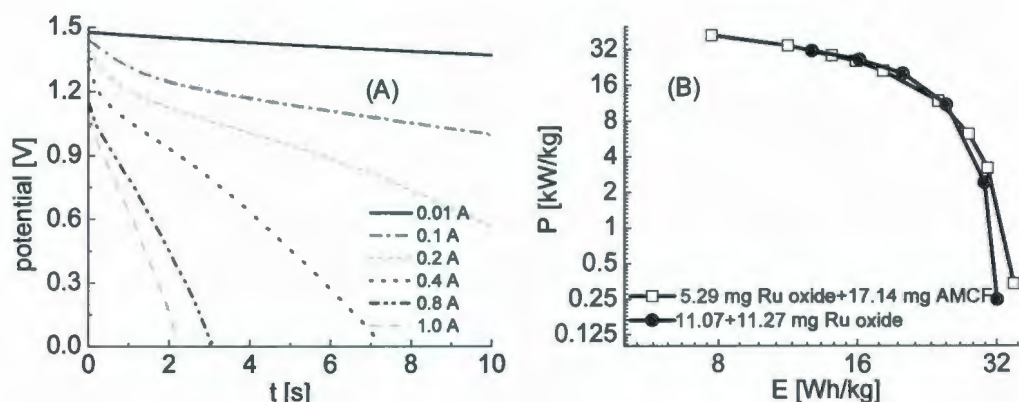 1.5
1.2
0.9
0.6
0.3
0.0
potential [V]
(A)
0.01 A
0.1 A
0.2 A
0.4 A
0.8 A
1.0 A
0 2 4 6 8 10
t [s]
32
16
8
4
2
1
0.5
0.25
0.125
P [kW/kg]
(B)
5.29 mg Ru oxide+17.14 mg AMCF
11.07+11.27 mg Ru oxide
8 16 32
E [Wh/kg]